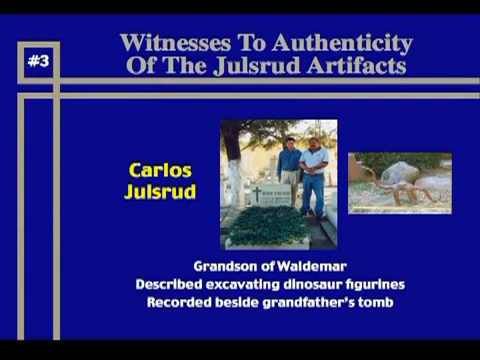 #3
Witnesses To Authenticity
Of The Julsrud Artifacts
Carlos
Julsrud
Grandson of Waldemar
Described excavating dinosaur figurines
Recorded beside grandfather's tomb